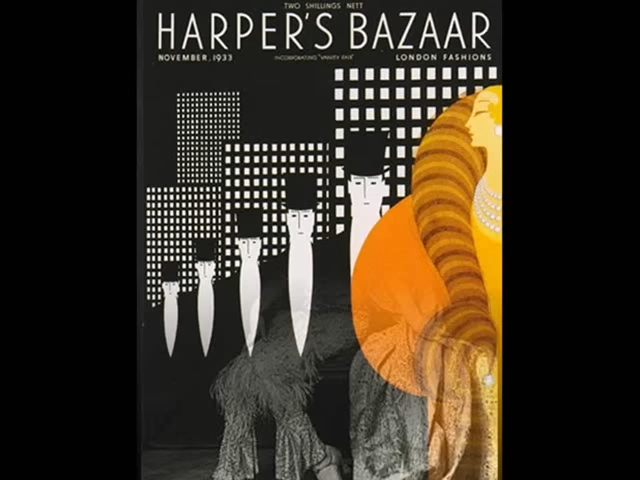 TWO SHILLINGS NETT
HARPER'S BAZAAR
NOVEMBER, 1933
INCORPORATING "VANITY FAIR"
LONDON FASHIONS